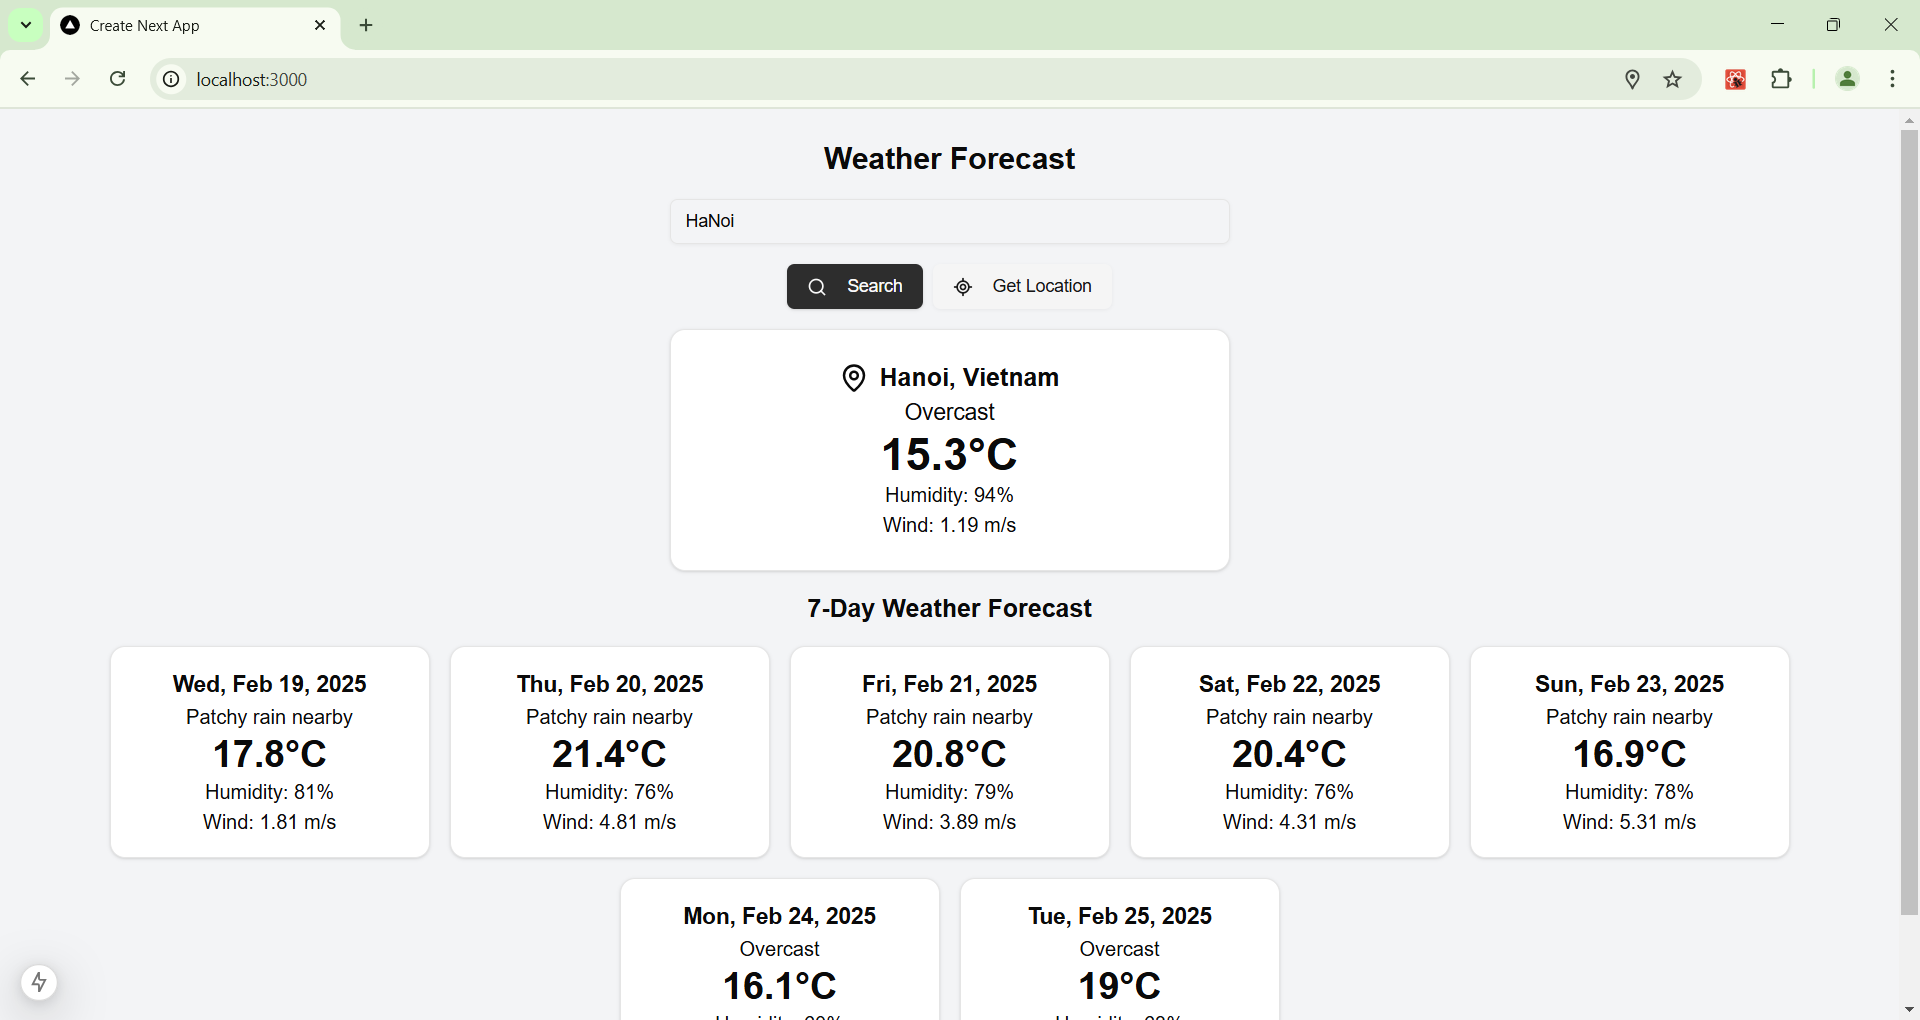 Create Next App
localhost:3000
Weather Forecast
HaNoi
Search
Get Location
Hanoi, Vietnam
Overcast
15.3°C
Humidity: 94%
Wind: 1.19 m/s
7-Day Weather Forecast
Wed, Feb 19, 2025
Patchy rain nearby
17.8°C
Humidity: 81%
Wind: 1.81 m/s
Thu, Feb 20, 2025
Patchy rain nearby
21.4°C
Humidity: 76%
Wind: 4.81 m/s
Fri, Feb 21, 2025
Patchy rain nearby
20.8°C
Humidity: 79%
Wind: 3.89 m/s
Sat, Feb 22, 2025
Patchy rain nearby
20.4°C
Humidity: 76%
Wind: 4.31 m/s
Sun, Feb 23, 2025
Patchy rain nearby
16.9°C
Humidity: 78%
Wind: 5.31 m/s
Mon, Feb 24, 2025
Overcast
16.1°C
Tue, Feb 25, 2025
Overcast
19°C